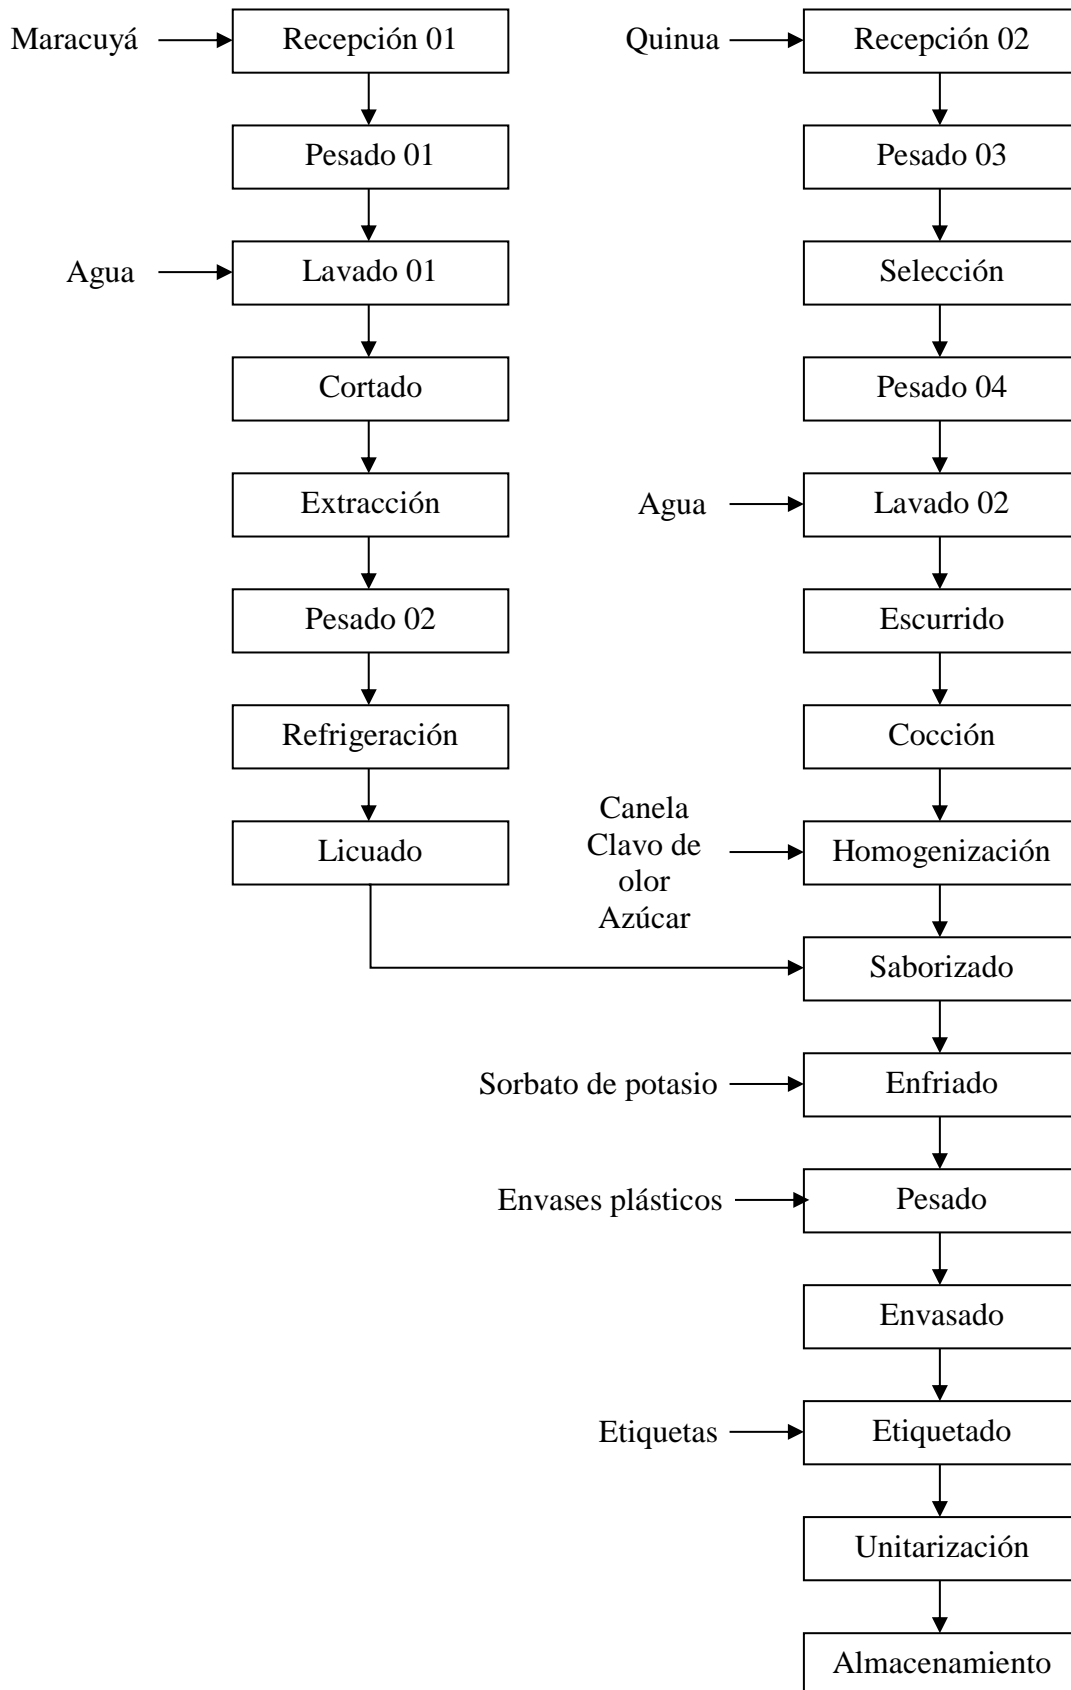 Maracuyá
Recepción 01
Quinua
Recepción 02
Pesado 01
Pesado 03
Agua
Lavado 01
Selección
Cortado
Pesado 04
Extracción
Agua
Lavado 02
Pesado 02
Escurrido
Refrigeración
Cocción
Licuado
Canela
Clavo de
olor
Azúcar
Homogenización
Saborizado
Sorbato de potasio
Enfriado
Envases plásticos
Pesado
Envasado
Etiquetas
Etiquetado
Unitarización
Almacenamiento